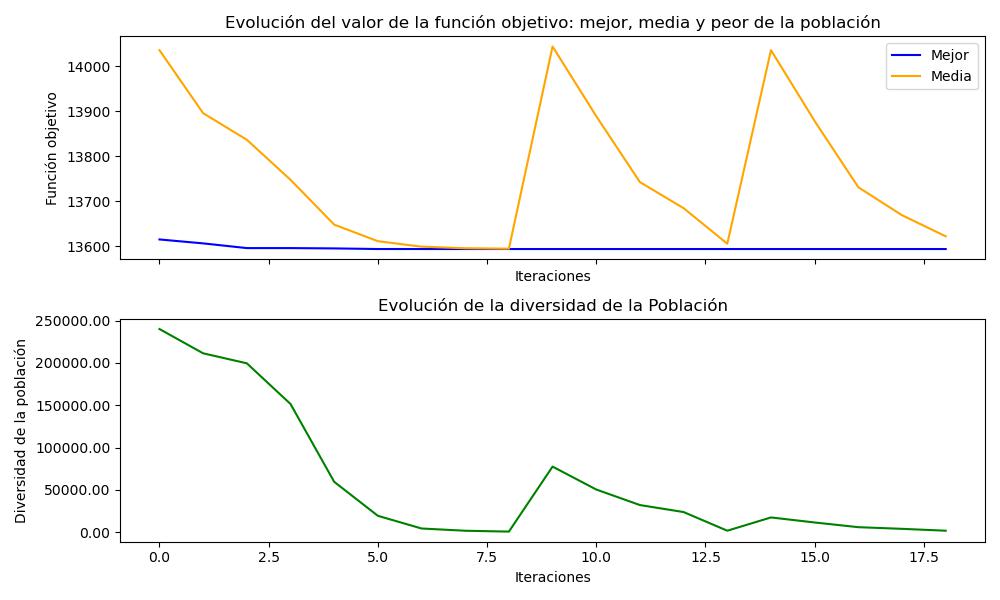 Evolución del valor de la función objetivo: mejor, media y peor de la población
Función objetivo
14000
13900
13800
13700
13600
Mejor
Media
Iteraciones
Evolución de la diversidad de la Población
Diversidad de la población
250000.00
200000.00
150000.00
100000.00
50000.00
0.00
0.0 2.5 5.0 7.5 10.0 12.5 15.0 17.5
Iteraciones